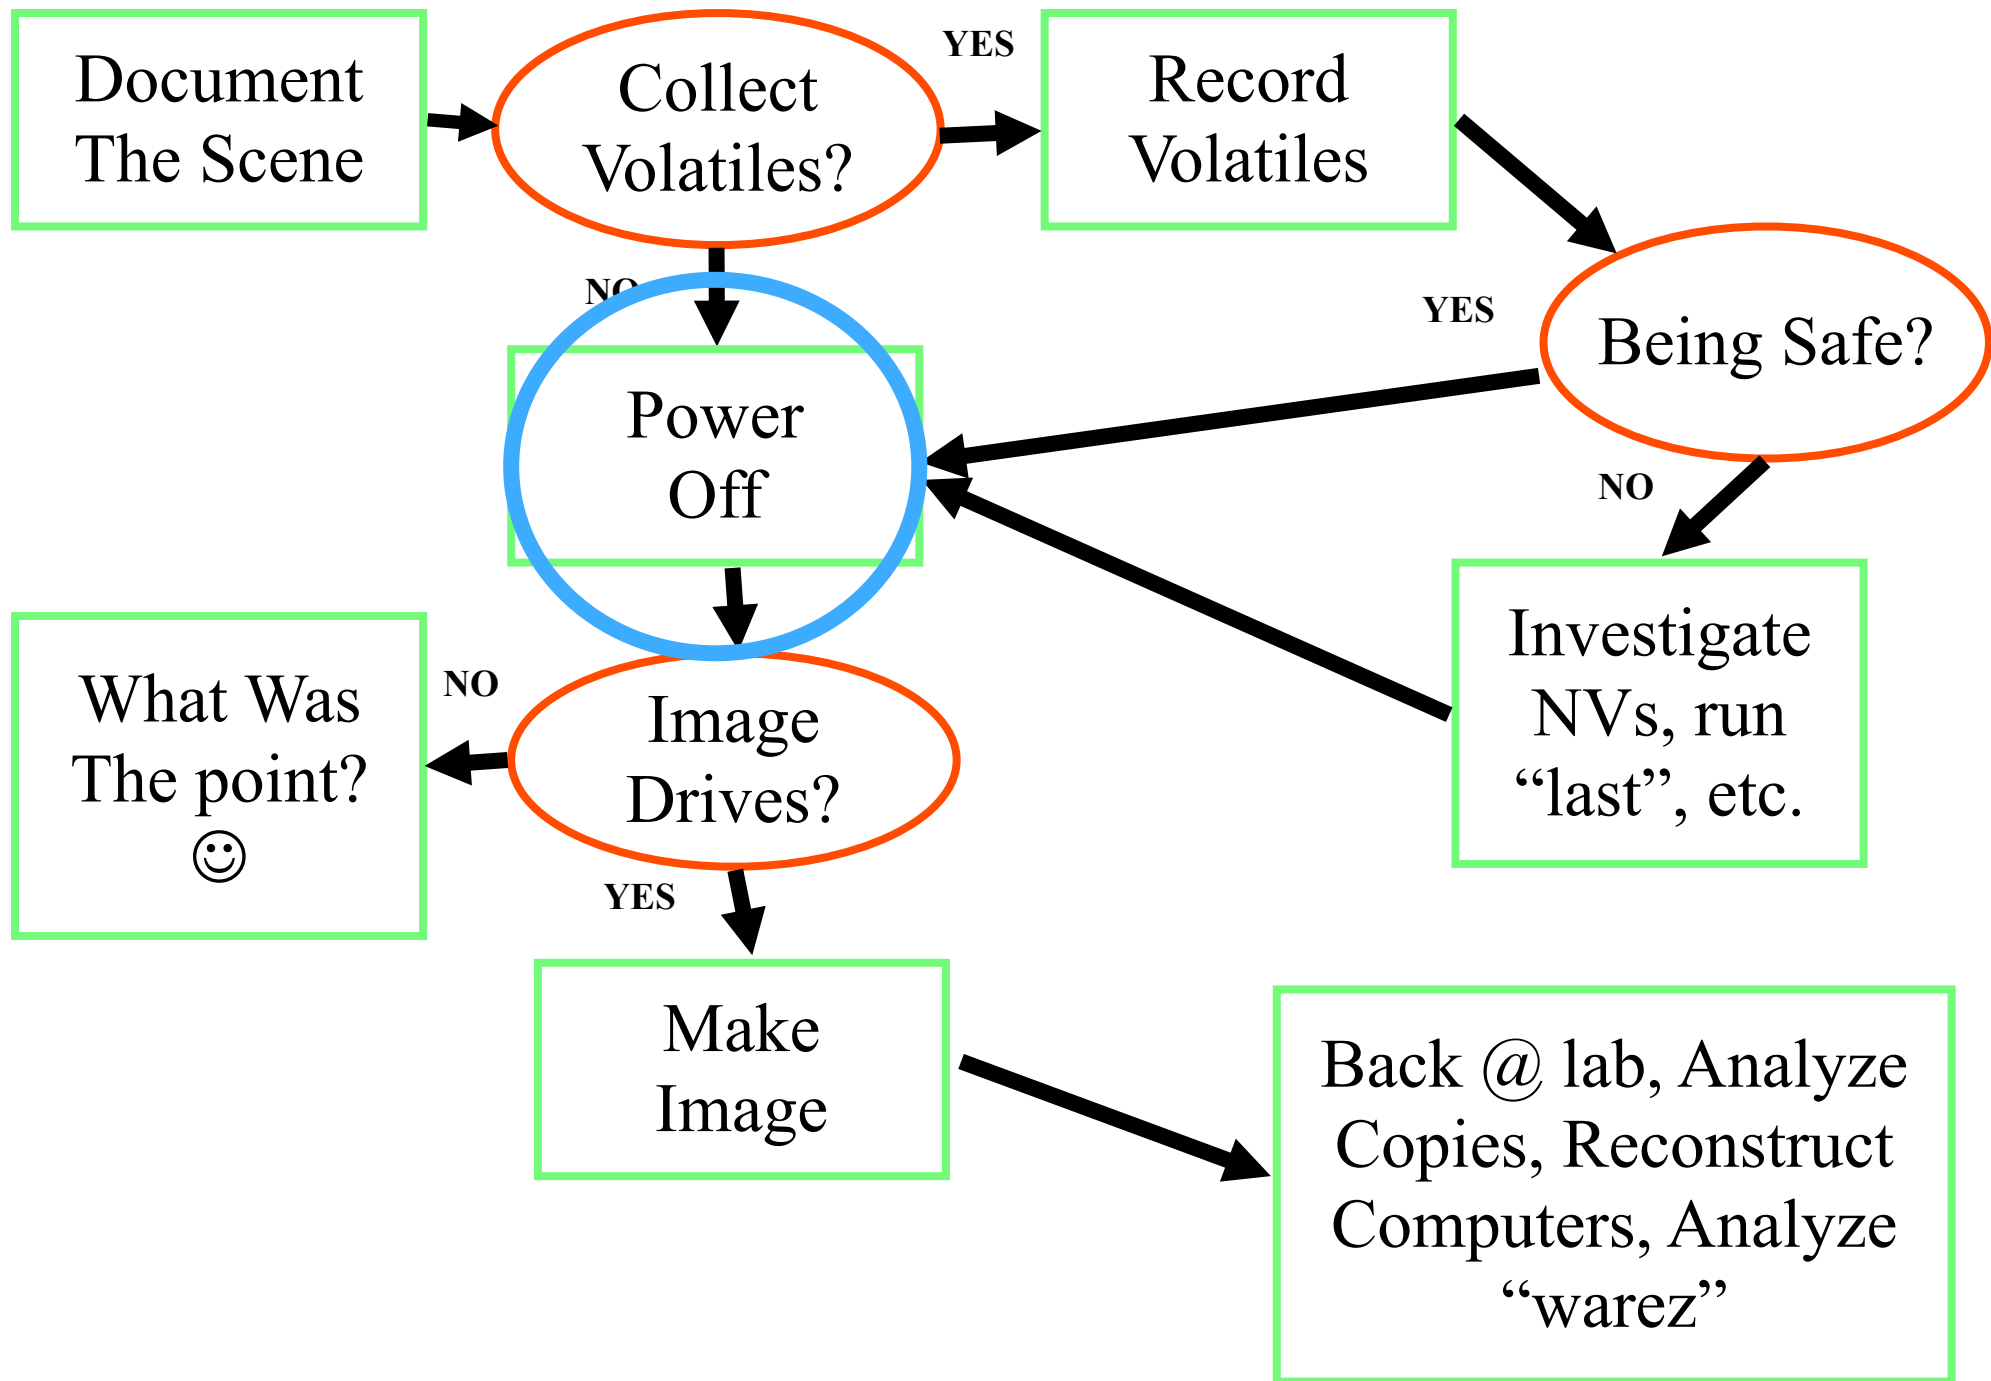 Document
The Scene
Collect
Volatiles?
YES
Record
Volatiles
NO
YES
Being Safe?
Power
Off
NO
Investigate
NVs, run
“last”, etc.
What Was
The point?
☺
NO
Image
Drives?
YES
Make
Image
Back @ lab, Analyze
Copies, Reconstruct
Computers, Analyze
“warez”